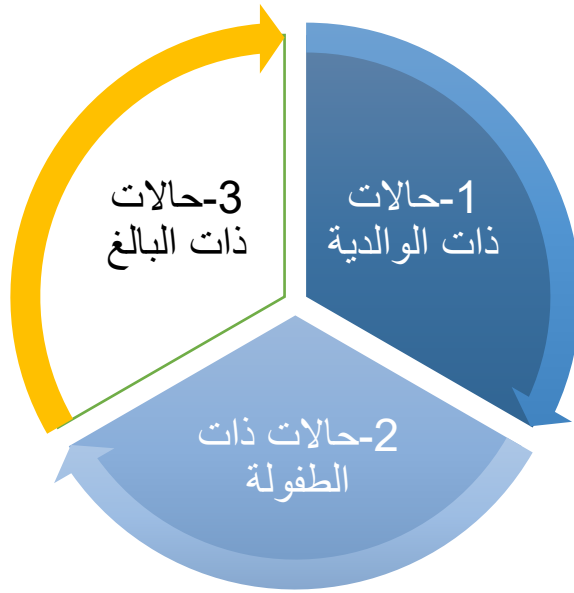 1-حالات
ذات الوالدية
2-حالات ذات
الطفولة
3-حالات
ذات البالغ